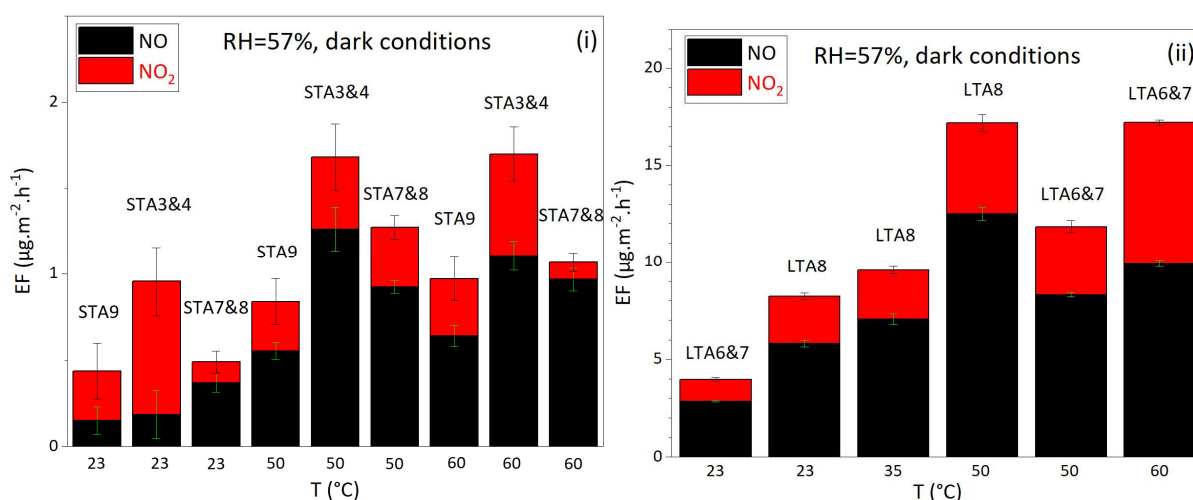 NO
NO₂
RH=57%, dark conditions
(i)
EF (µg.m⁻².h⁻¹)
2
1
0
STA9
STA3&4
STA7&8
STA9
STA3&4
STA7&8
STA9
STA3&4
STA7&8
23 23 23 50 50 50 60 60 60
T (°C)
NO
NO₂
RH=57%, dark conditions
(ii)
EF (µg.m⁻².h⁻¹)
20
15
10
5
0
LTA6&7
LTA8
LTA8
LTA8
LTA6&7
LTA6&7
23 23 35 50 50 60
T (°C)